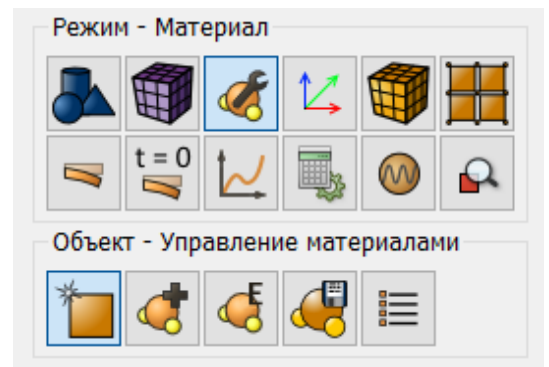 Режим - Материал
t = 0
Объект - Управление материалами
E